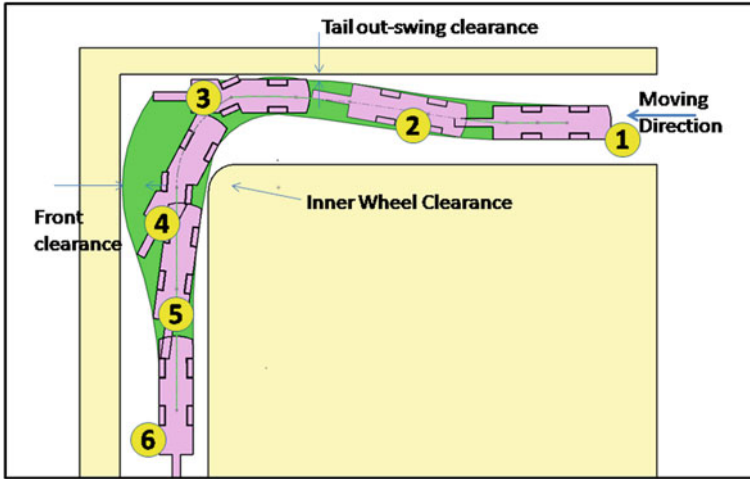 Tail out-swing clearance
Moving
Direction
1
2
3
Inner Wheel Clearance
Front
clearance
4
5
6